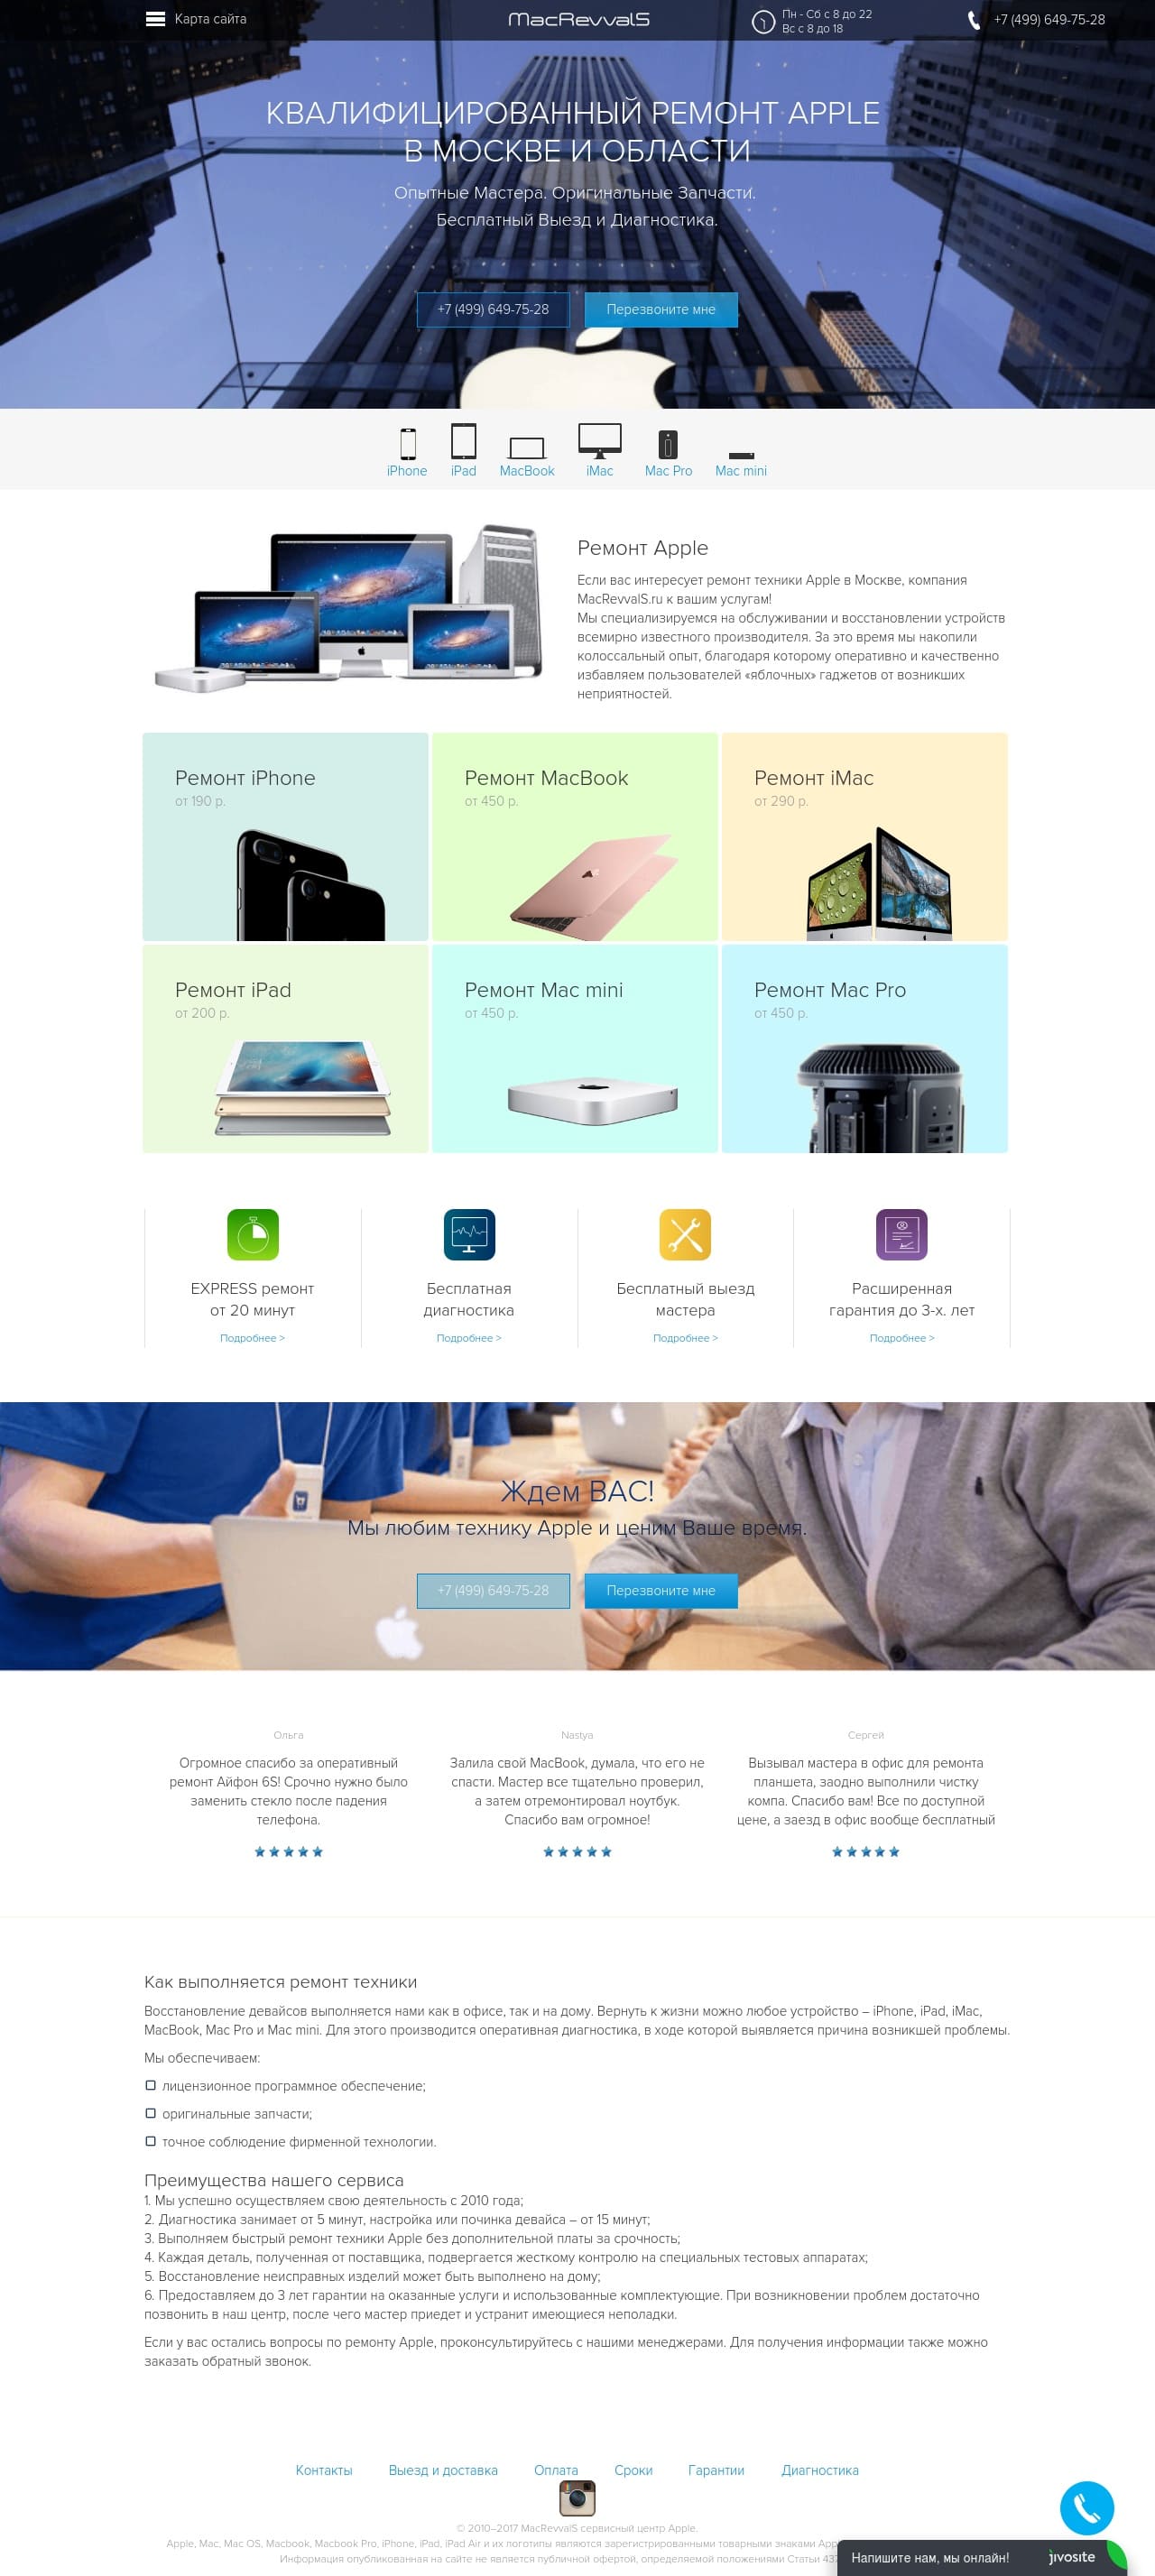 Карта сайта
MacRevvalS
Пн - Сб с 8 до 22
Вс с 8 до 18
+7 (499) 649-75-28
КВАЛИФИЦИРОВАННЫЙ РЕМОНТ APPLE
В МОСКВЕ И ОБЛАСТИ
Опытные Мастера. Оригинальные Запчасти.
Бесплатный Выезд и Диагностика.
+7 (499) 649-75-28
Перезвоните мне
iPhone
iPad
MacBook
iMac
Mac Pro
Mac mini
Ремонт Apple
Если вас интересует ремонт техники Apple в Москве, компания
MacRevvalS.ru к вашим услугам!
Мы специализируемся на обслуживании и восстановлении устройств
всемирно известного производителя. За это время мы накопили
колоссальный опыт, благодаря которому оперативно и качественно
избавляем пользователей «яблочных» гаджетов от возникших
неприятностей.
Ремонт iPhone
от 190 р.
Ремонт MacBook
от 450 р.
Ремонт iMac
от 290 р.
Ремонт iPad
от 200 р.
Ремонт Mac mini
от 450 р.
Ремонт Mac Pro
от 450 р.
EXPRESS ремонт
от 20 минут
Подробнее >
Бесплатная
диагностика
Подробнее >
Бесплатный выезд
мастера
Подробнее >
Расширенная
гарантия до 3-х. лет
Подробнее >
Ждем ВАС!
Мы любим технику Apple и ценим Ваше время.
+7 (499) 649-75-28
Перезвоните мне
Ольга
Огромное спасибо за оперативный
ремонт Айфон 6S! Срочно нужно было
заменить стекло после падения
телефона.
Nastya
Залила свой MacBook, думала, что его не
спасти. Мастер все тщательно проверил,
а затем отремонтировал ноутбук.
Спасибо вам огромное!
Сергей
Вызывал мастера в офис для ремонта
планшета, заодно выполнили чистку
компа. Спасибо вам! Все по доступной
цене, а заезд в офис вообще бесплатный
Как выполняется ремонт техники
Восстановление девайсов выполняется нами как в офисе, так и на дому. Вернуть к жизни можно любое устройство – iPhone, iPad, iMac,
MacBook, Mac Pro и Mac mini. Для этого производится оперативная диагностика, в ходе которой выявляется причина возникшей проблемы.
Мы обеспечиваем:
лицензионное программное обеспечение;
оригинальные запчасти;
точное соблюдение фирменной технологии.
Преимущества нашего сервиса
1. Мы успешно осуществляем свою деятельность с 2010 года;
2. Диагностика занимает от 5 минут, настройка или починка девайса – от 15 минут;
3. Выполняем быстрый ремонт техники Apple без дополнительной платы за срочность;
4. Каждая деталь, полученная от поставщика, подвергается жесткому контролю на специальных тестовых аппаратах;
5. Восстановление неисправных изделий может быть выполнено на дому;
6. Предоставляем до 3 лет гарантии на оказанные услуги и использованные комплектующие. При возникновении проблем достаточно
позвонить в наш центр, после чего мастер приедет и устранит имеющиеся неполадки.
Если у вас остались вопросы по ремонту Apple, проконсультируйтесь с нашими менеджерами. Для получения информации также можно
заказать обратный звонок.
Контакты
Выезд и доставка
Оплата
Сроки
Гарантии
Диагностика
© 2010–2017 MacRevvalS сервисный центр Apple.
Apple, Mac, Mac OS, Macbook, Macbook Pro, iPhone, iPad, iPad Air и их логотипы являются зарегистрированными товарными знаками
Информация опубликованная на сайте не является публичной офертой, определяемой положениями Статьи
Напишите нам, мы онлайн!
jivosite